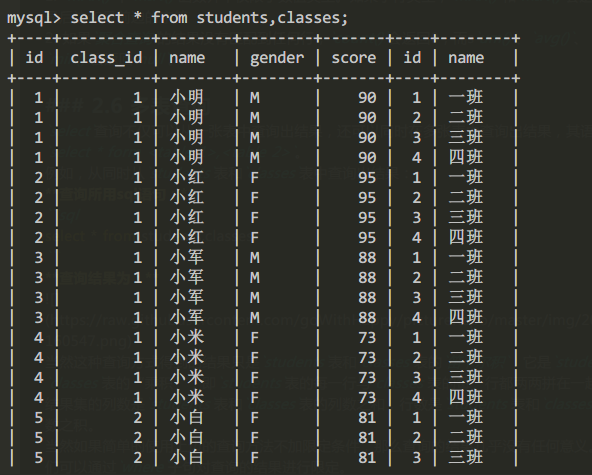 mysql> select * from students,classes;
+----+----------+--------+--------+-------+----+--------+
| id | class_id | name | gender | score | id | name |
+----+----------+--------+--------+-------+----+--------+
| 1 | 1 | 小明 | M | 90 | 1 | 一班 |
| 1 | 1 | 小明 | M | 90 | 2 | 二班 |
| 1 | 1 | 小明 | M | 90 | 3 | 三班 |
| 1 | 1 | 小明 | M | 90 | 4 | 四班 |
| 2 | 1 | 小红 | F | 95 | 1 | 一班 |
| 2 | 1 | 小红 | F | 95 | 2 | 二班 |
| 2 | 1 | 小红 | F | 95 | 3 | 三班 |
| 2 | 1 | 小红 | F | 95 | 4 | 四班 |
| 3 | 1 | 小军 | M | 88 | 1 | 一班 |
| 3 | 1 | 小军 | M | 88 | 2 | 二班 |
| 3 | 1 | 小军 | M | 88 | 3 | 三班 |
| 3 | 1 | 小军 | M | 88 | 4 | 四班 |
| 4 | 1 | 小米 | F | 73 | 1 | 一班 |
| 4 | 1 | 小米 | F | 73 | 2 | 二班 |
| 4 | 1 | 小米 | F | 73 | 3 | 三班 |
| 4 | 1 | 小米 | F | 73 | 4 | 四班 |
| 5 | 2 | 小白 | F | 81 | 1 | 一班 |
| 5 | 2 | 小白 | F | 81 | 2 | 二班 |
| 5 | 2 | 小白 | F | 81 | 3 | 三班 |